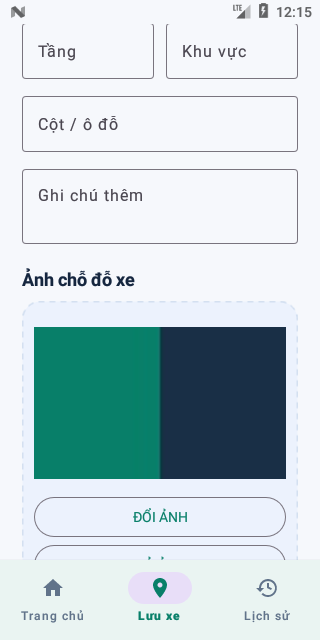 LTE 12:15
Tầng Khu vực
Cột / ô đỗ
Ghi chú thêm
Ảnh chỗ đỗ xe
ĐỔI ẢNH
Trang chủ Lưu xe Lịch sử